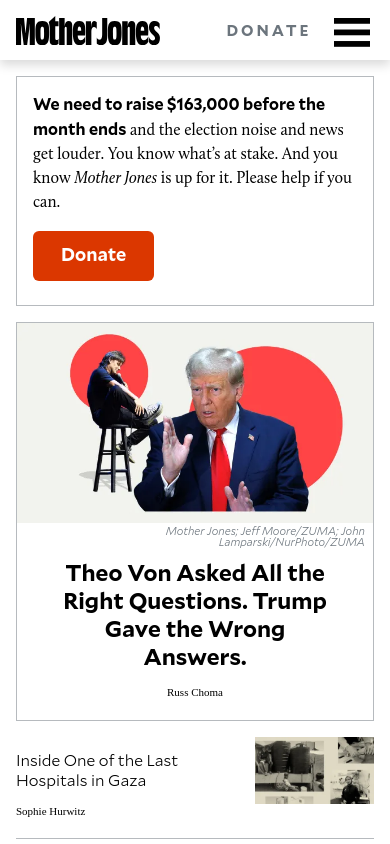 Mother Jones
DONATE
We need to raise $163,000 before the
month ends and the election noise and news
get louder. You know what’s at stake. And you
know Mother Jones is up for it. Please help if you
can.
Donate
Mother Jones; Jeff Moore/ZUMA; John
Lamparski/NurPhoto/ZUMA
Theo Von Asked All the
Right Questions. Trump
Gave the Wrong
Answers.
Russ Choma
Inside One of the Last
Hospitals in Gaza
Sophie Hurwitz